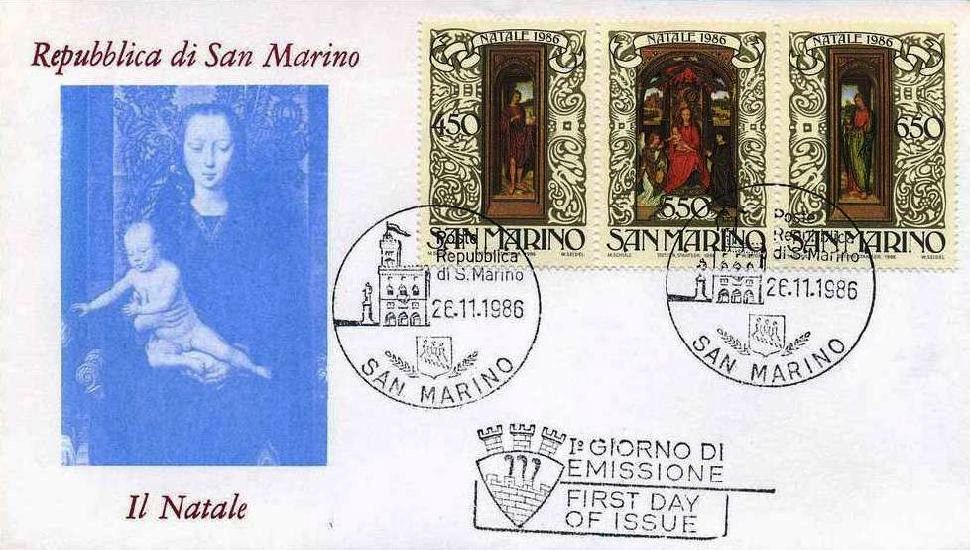 Repubblica di San Marino
NATALE 1986
450
SAN MARINO
NATALE 1986
550
SAN MARINO
NATALE 1986
650
SAN MARINO
Poste
Repubblica
di S. Marino
26.11.1986
SAN MARINO
Poste
Repubblica
di S. Marino
26.11.1986
SAN MARINO
Iº GIORNO DI
EMISSIONE
FIRST DAY
OF ISSUE
Il Natale